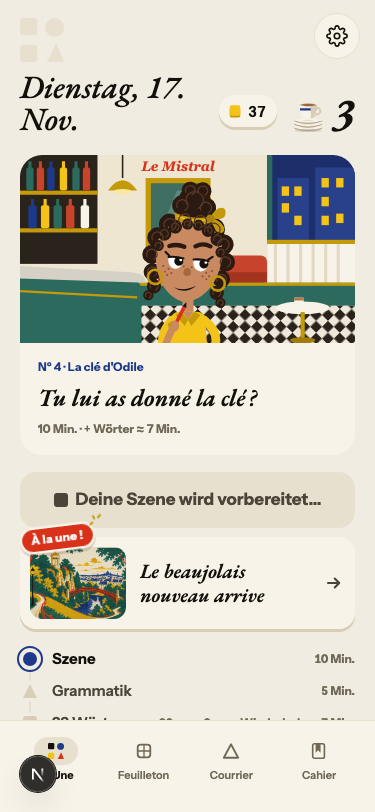 Dienstag, 17.
Nov.
37
3
Le Mistral
Nº 4 · La clé d'Odile
Tu lui as donné la clé ?
10 Min. · + Wörter ≈ 7 Min.
Deine Szene wird vorbereitet...
À la une !
Le beaujolais
nouveau arrive
Szene
10 Min.
Grammatik
5 Min.
N
Une
Feuilleton
Courrier
Cahier